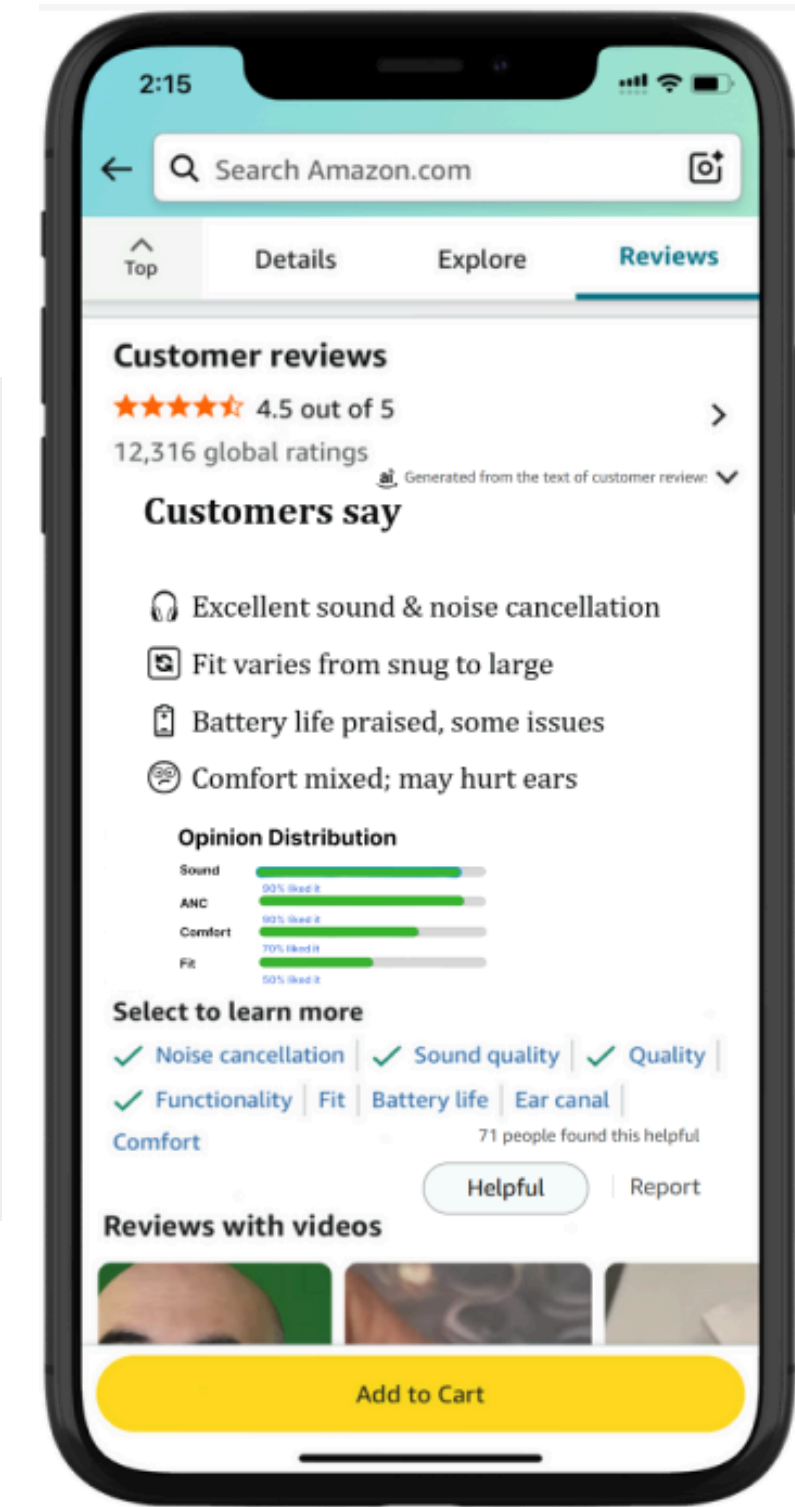 2:15
Search Amazon.com
Top
Details
Explore
Reviews
Customer reviews
4.5 out of 5
12,316 global ratings
ai Generated from the text of customer review:
Customers say
Excellent sound & noise cancellation
Fit varies from snug to large
Battery life praised, some issues
Comfort mixed; may hurt ears
Opinion Distribution
Sound
90% liked it
ANC
90% liked it
Comfort
70% liked it
Fit
50% liked it
Select to learn more
Noise cancellation | Sound quality | Quality |
Functionality | Fit | Battery life | Ear canal |
Comfort
71 people found this helpful
Helpful
Report
Reviews with videos
Add to Cart